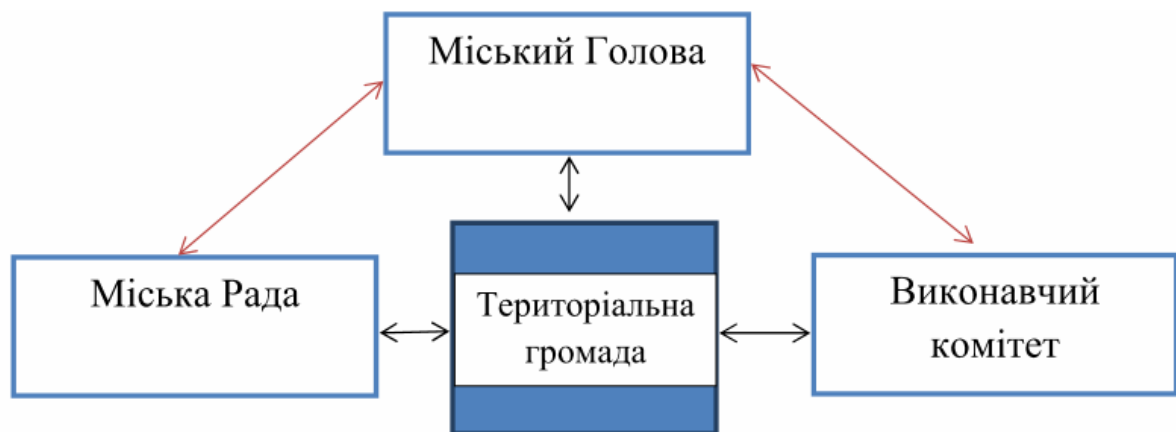 Міський Голова
Міська Рада
Територіальна
громада
Виконавчий
комітет